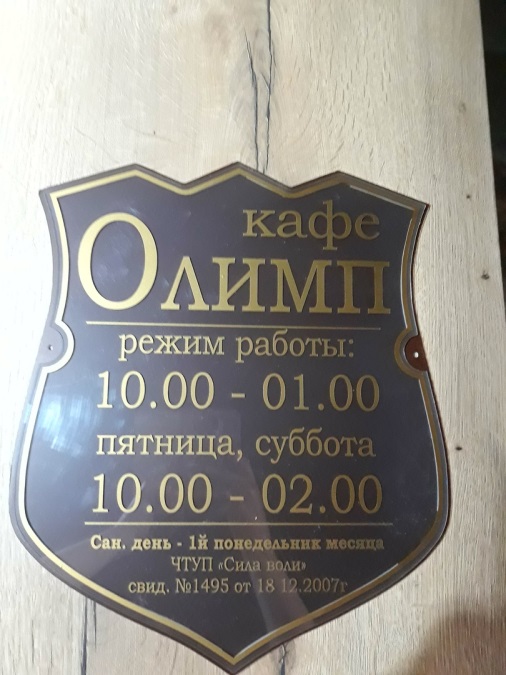 кафе
Олимп
режим работы:
10.00 - 01.00
пятница, суббота
10.00 - 02.00
Сан. день - 1й понедельник месяца
ЧТУП «Сила воли»
свид. №1495 от 18 12.2007г